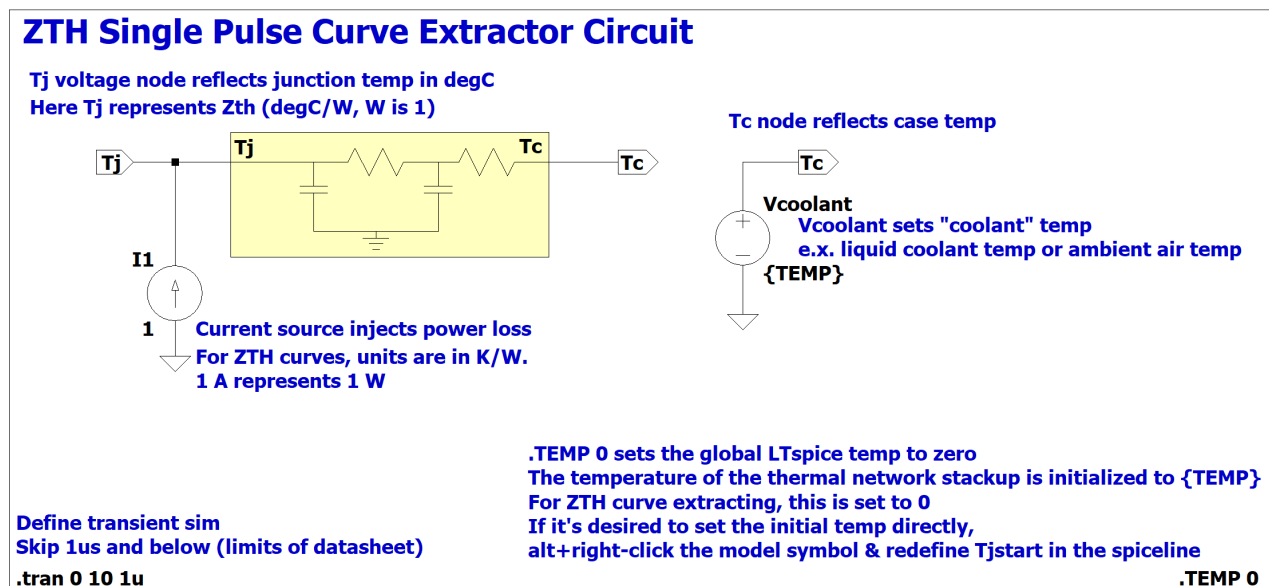 ZTH Single Pulse Curve Extractor Circuit
Tj voltage node reflects junction temp in degC
Here Tj represents Zth (degC/W, W is 1)
Tc node reflects case temp
Tj
Tj
Tc
Tc
Tc
Vcoolant
Vcoolant sets "coolant" temp
e.x. liquid coolant temp or ambient air temp
{TEMP}
I1
1
Current source injects power loss
For ZTH curves, units are in K/W.
1 A represents 1 W
.TEMP 0 sets the global LTspice temp to zero
The temperature of the thermal network stackup is initialized to {TEMP}
For ZTH curve extracting, this is set to 0
If it's desired to set the initial temp directly,
alt+right-click the model symbol & redefine Tjstart in the spiceline
Define transient sim
Skip 1us and below (limits of datasheet)
.tran 0 10 1u
.TEMP 0